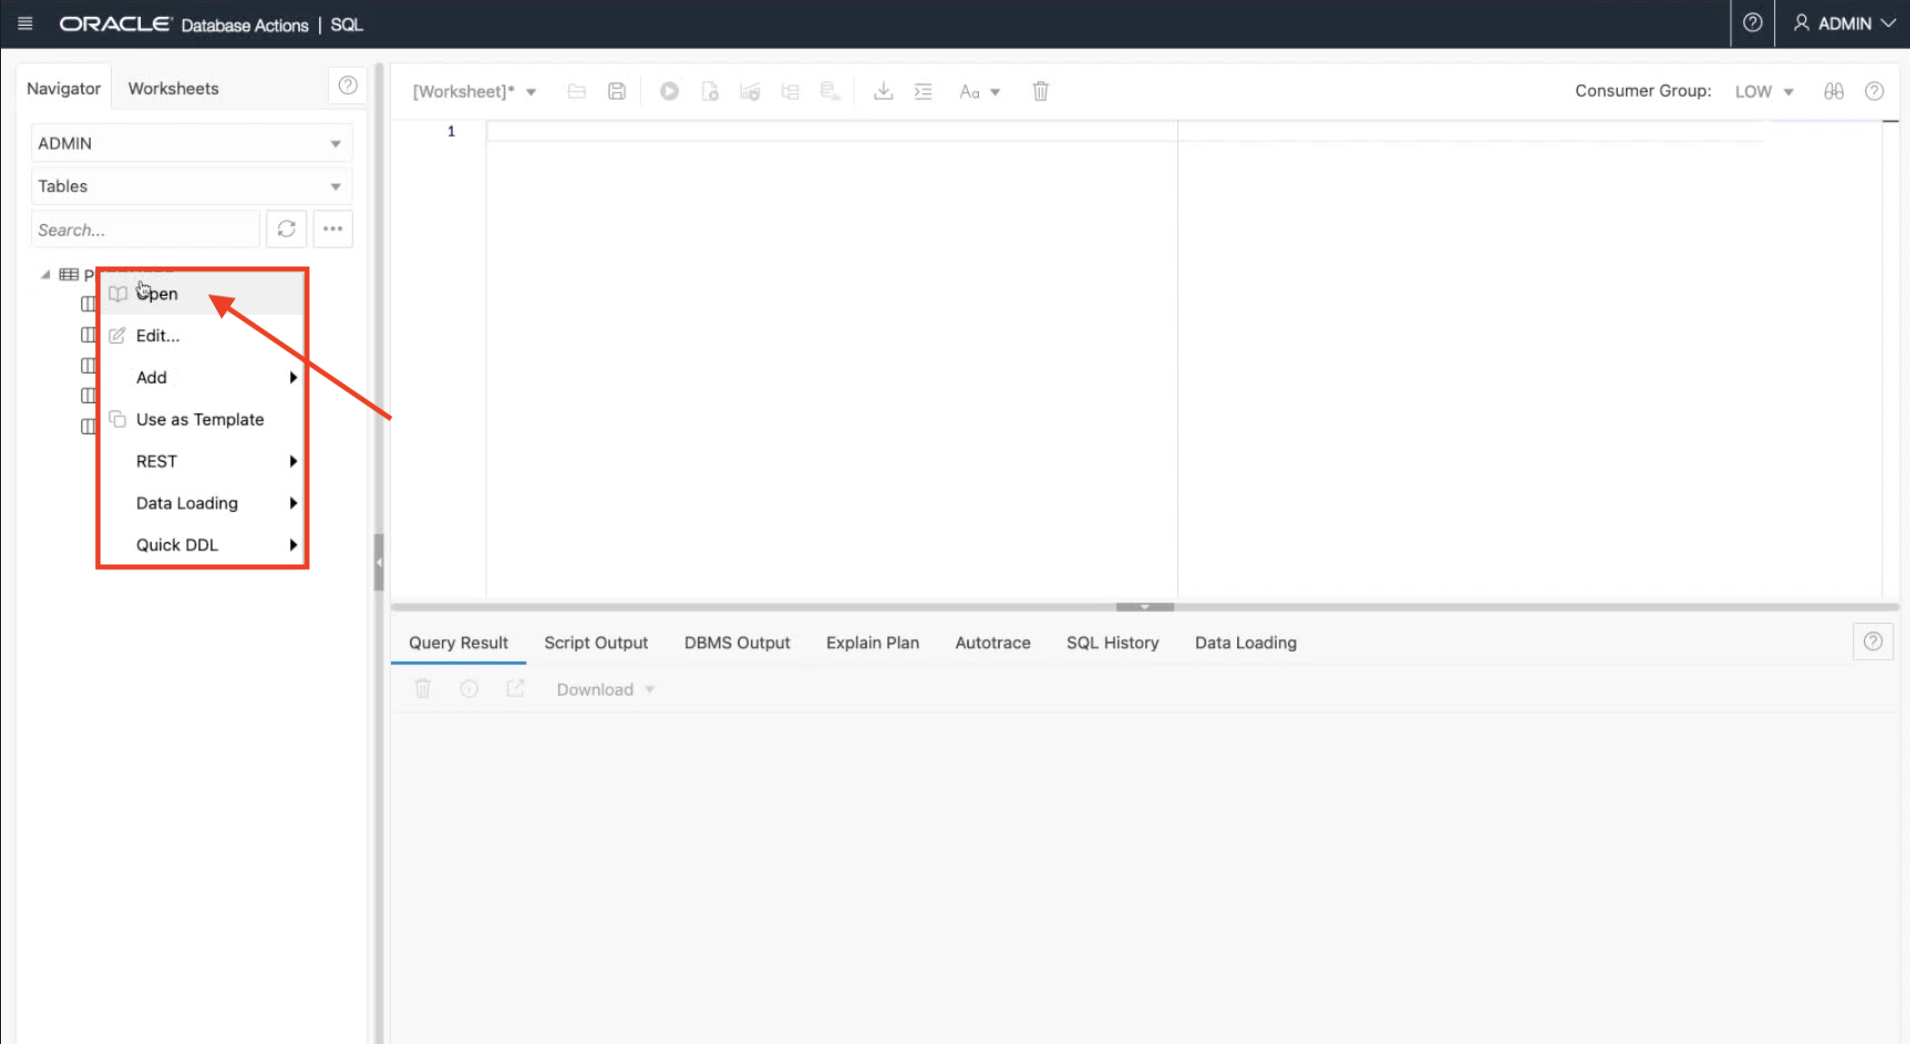 ORACLE Database Actions | SQL
ADMIN
Navigator
Worksheets
[Worksheet]*
Aa
Consumer Group: LOW
ADMIN
Tables
Search...
1
Open
Edit...
Add
Use as Template
REST
Data Loading
Quick DDL
Query Result
Script Output
DBMS Output
Explain Plan
Autotrace
SQL History
Data Loading
Download